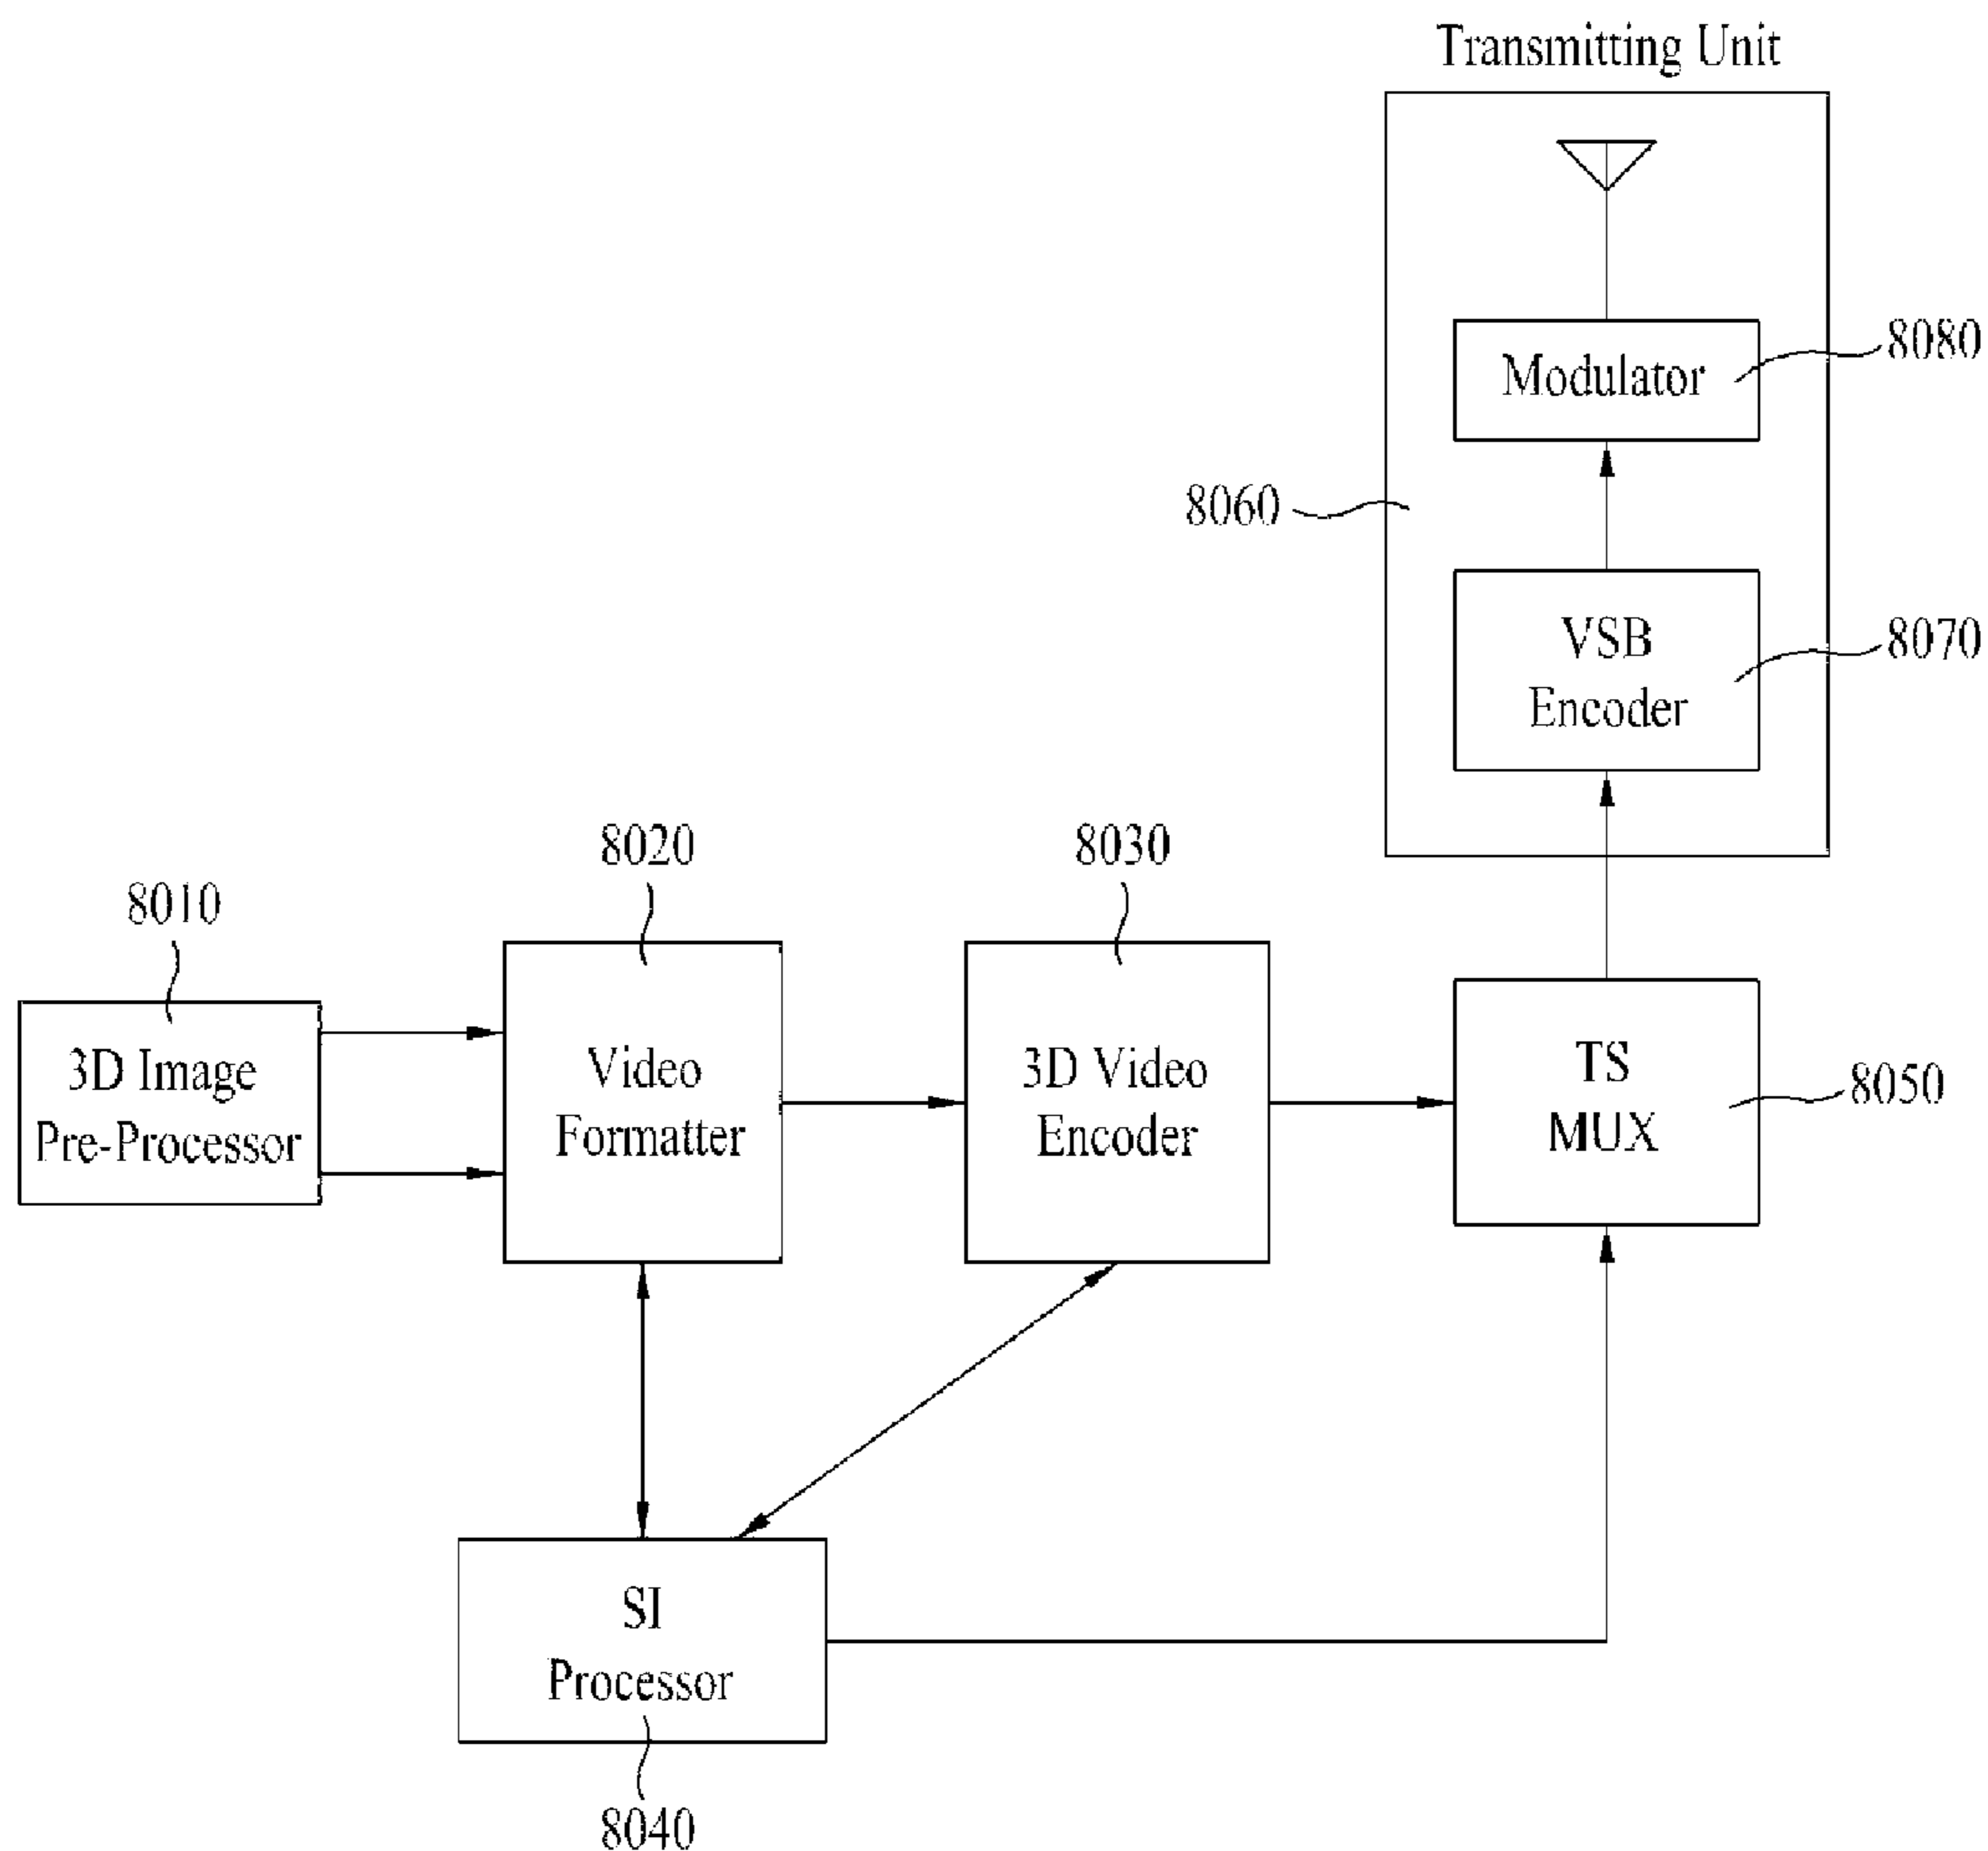 Transmitting Unit
Modulator
8080
8060
VSB
Encoder
8070
8010
8020
8030
3D Image
Pre-Processor
Video
Formatter
3D Video
Encoder
TS
MUX
8050
SI
Processor
8040